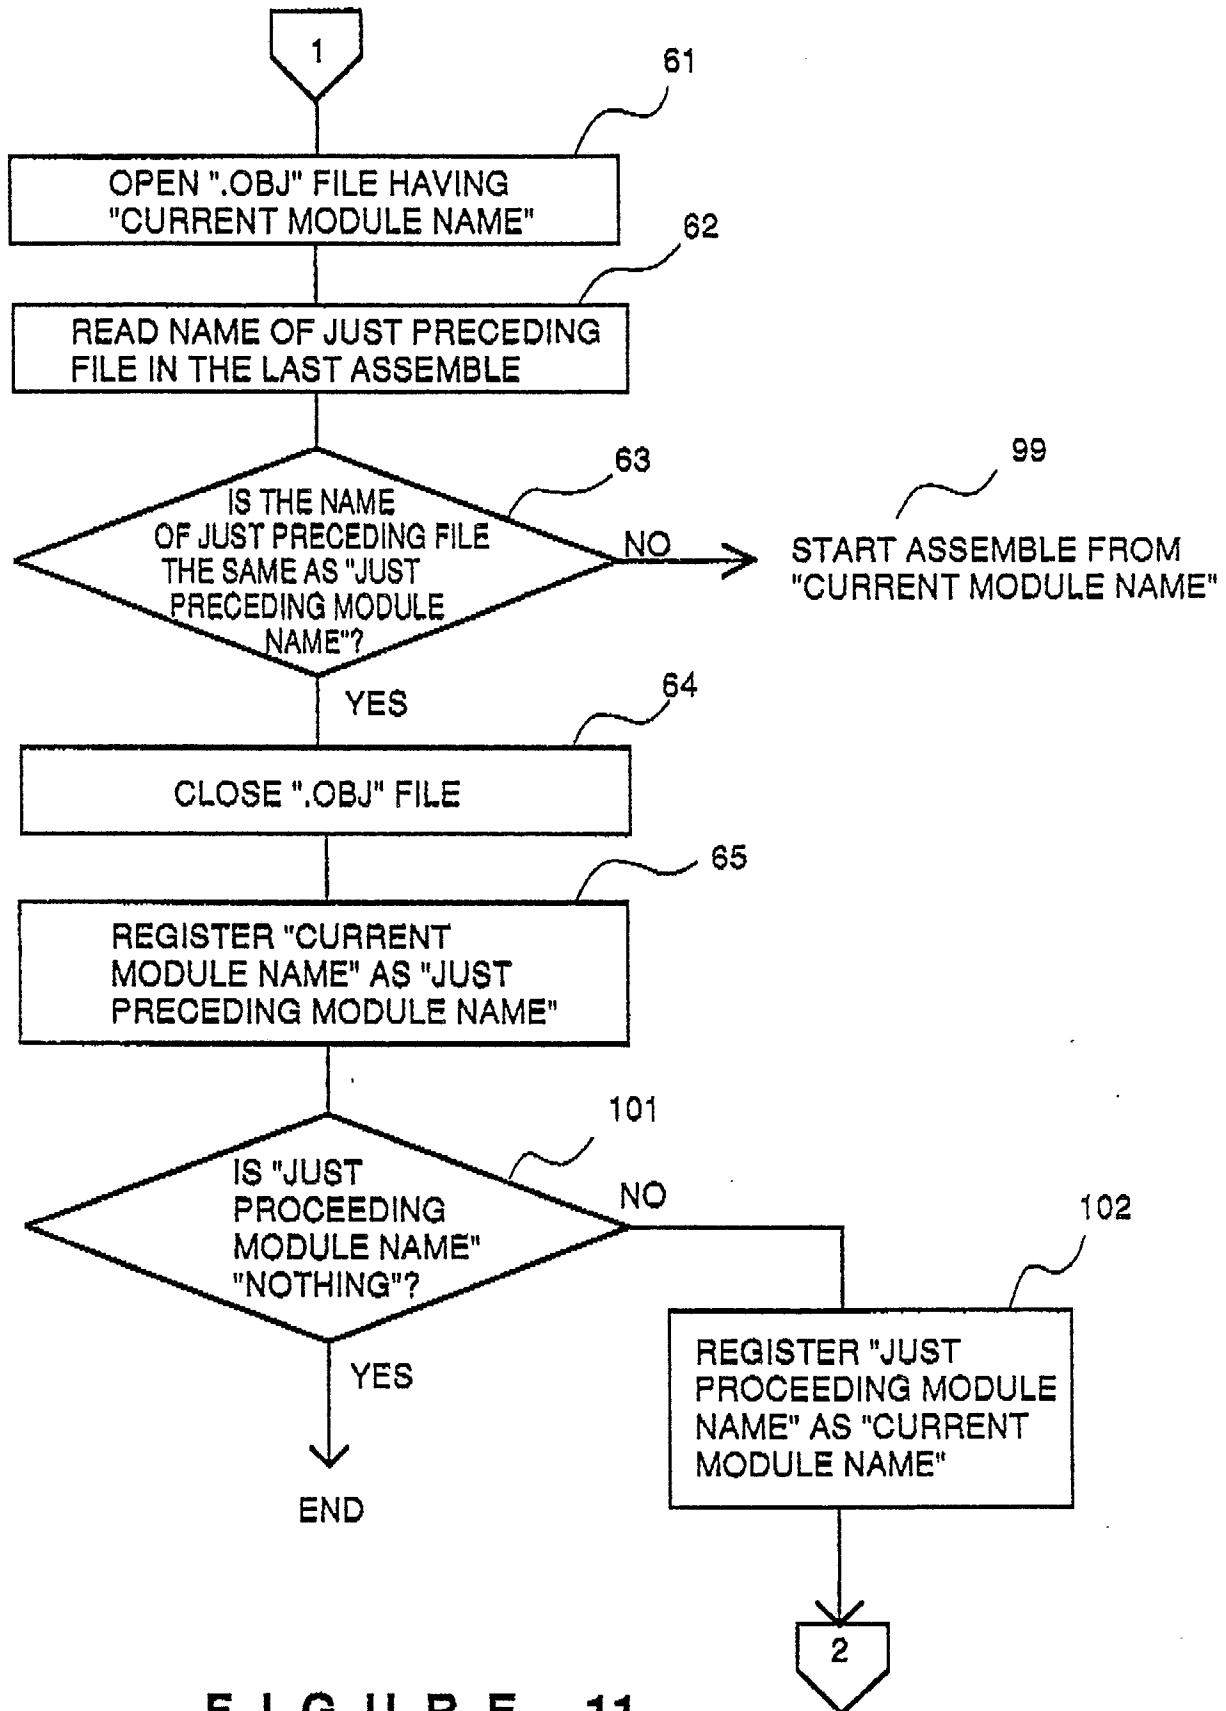 1
61
OPEN ".OBJ" FILE HAVING
"CURRENT MODULE NAME"
62
READ NAME OF JUST PRECEDING
FILE IN THE LAST ASSEMBLE
63
IS THE NAME
OF JUST PRECEDING FILE
THE SAME AS "JUST
PRECEDING MODULE
NAME"?
NO
99
START ASSEMBLE FROM
"CURRENT MODULE NAME"
YES
64
CLOSE ".OBJ" FILE
65
REGISTER "CURRENT
MODULE NAME" AS "JUST
PRECEDING MODULE NAME"
101
IS "JUST
PROCEEDING
MODULE NAME"
"NOTHING"?
NO
102
REGISTER "JUST
PROCEEDING MODULE
NAME" AS "CURRENT
MODULE NAME"
YES
END
2
FIGURE 11